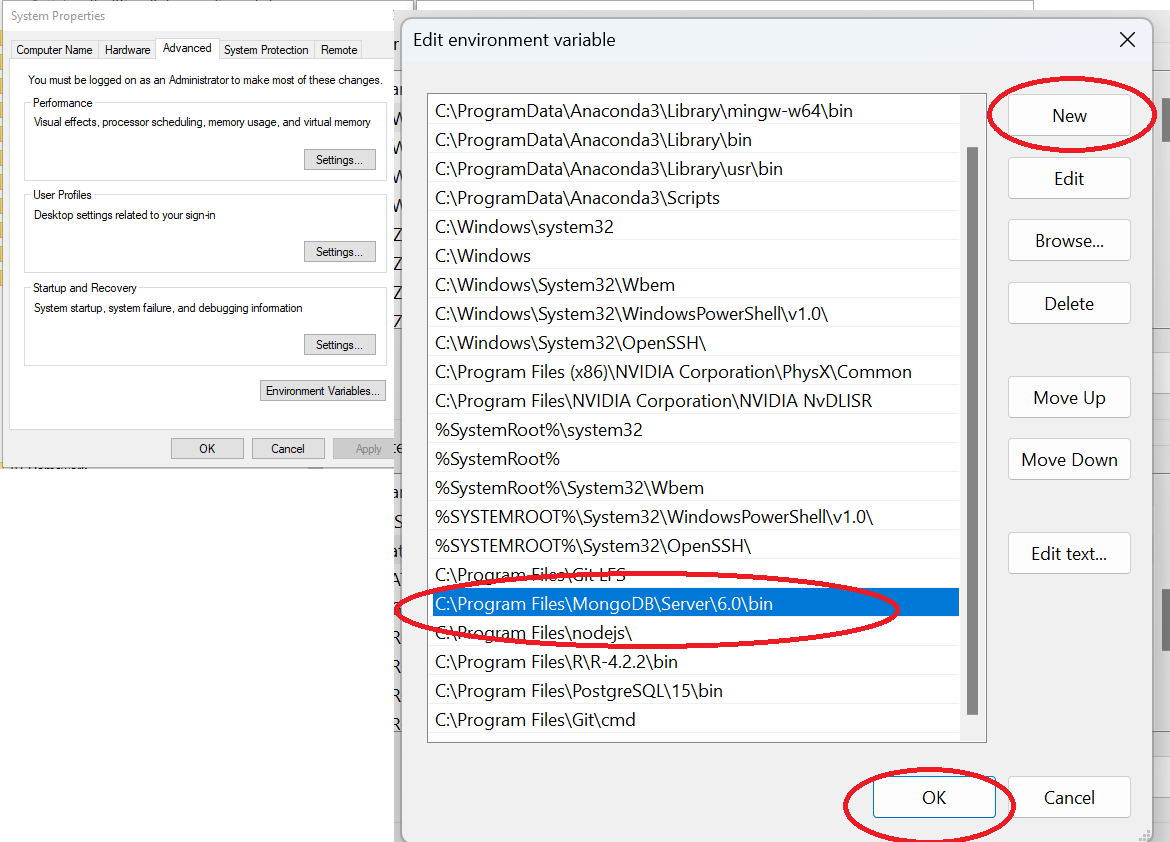 System Properties
Computer Name Hardware Advanced System Protection Remote
You must be logged on as an Administrator to make most of these changes.
Performance
Visual effects, processor scheduling, memory usage, and virtual memory
Settings...
User Profiles
Desktop settings related to your sign-in
Settings...
Startup and Recovery
System startup, system failure, and debugging information
Settings...
Environment Variables...
OK Cancel Apply
Edit environment variable
C:\ProgramData\Anaconda3\Library\mingw-w64\bin
C:\ProgramData\Anaconda3\Library\bin
C:\ProgramData\Anaconda3\Library\usr\bin
C:\ProgramData\Anaconda3\Scripts
C:\Windows\system32
C:\Windows
C:\Windows\System32\Wbem
C:\Windows\System32\WindowsPowerShell\v1.0\
C:\Windows\System32\OpenSSH\
C:\Program Files (x86)\NVIDIA Corporation\PhysX\Common
C:\Program Files\NVIDIA Corporation\NVIDIA NvDLISR
%SystemRoot%\system32
%SystemRoot%
%SystemRoot%\System32\Wbem
%SYSTEMROOT%\System32\WindowsPowerShell\v1.0\
%SYSTEMROOT%\System32\OpenSSH\
C:\Program Files\Git LFS
C:\Program Files\MongoDB\Server\6.0\bin
C:\Program Files\nodejs\
C:\Program Files\R\R-4.2.2\bin
C:\Program Files\PostgreSQL\15\bin
C:\Program Files\Git\cmd
New
Edit
Browse...
Delete
Move Up
Move Down
Edit text...
OK
Cancel